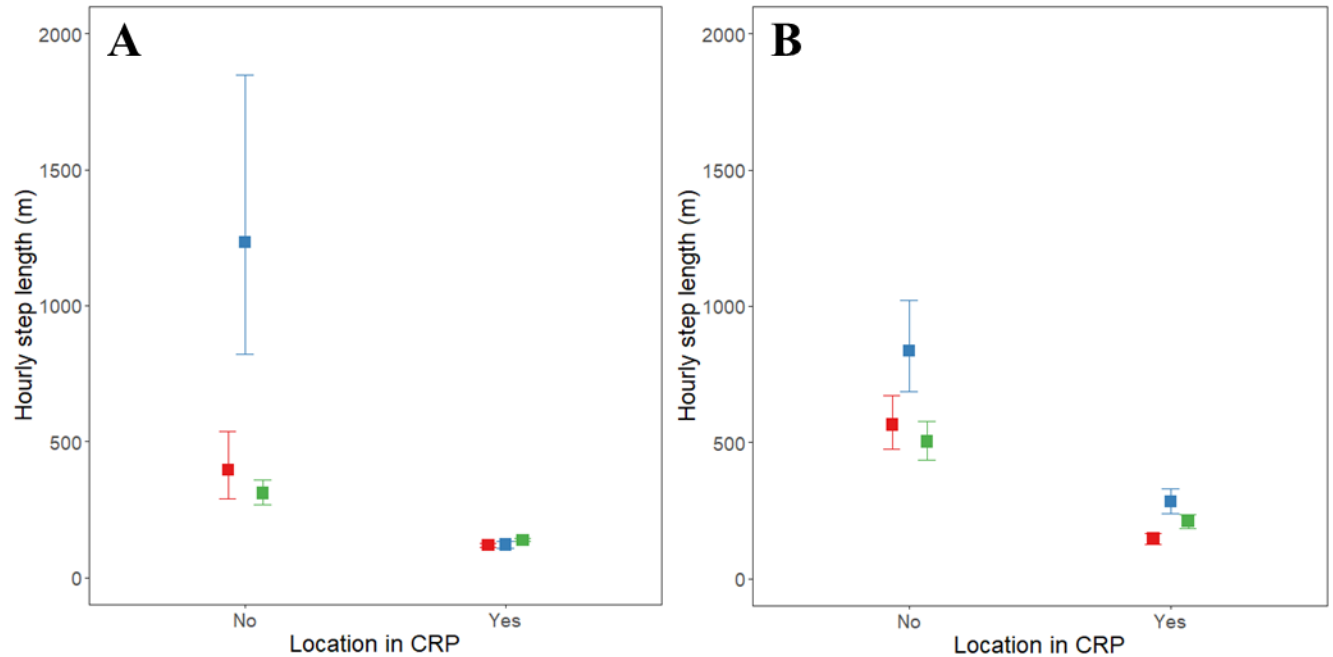 A
2000
1500
1000
500
0
Hourly step length (m)
No
Yes
Location in CRP
B
2000
1500
1000
500
0
Hourly step length (m)
No
Yes
Location in CRP